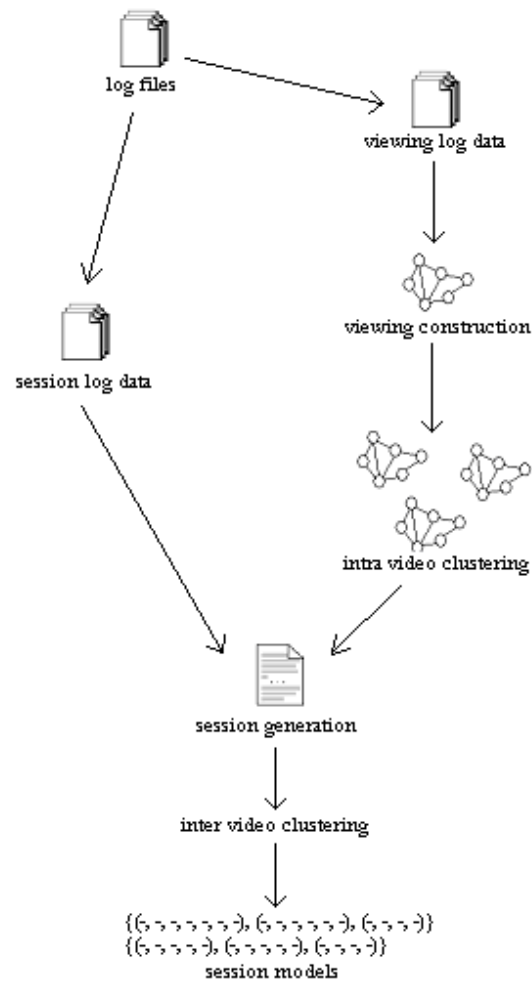 log files
viewing log data
viewing construction
session log data
intra video clustering
session generation
inter video clustering
{(-, -, -, -, -, -, -), (-, -, -, -, -, -), (-, -, -, -)}
{(-, -, -, -, -), (-, -, -, -, -), (-, -, -, -)}
session models